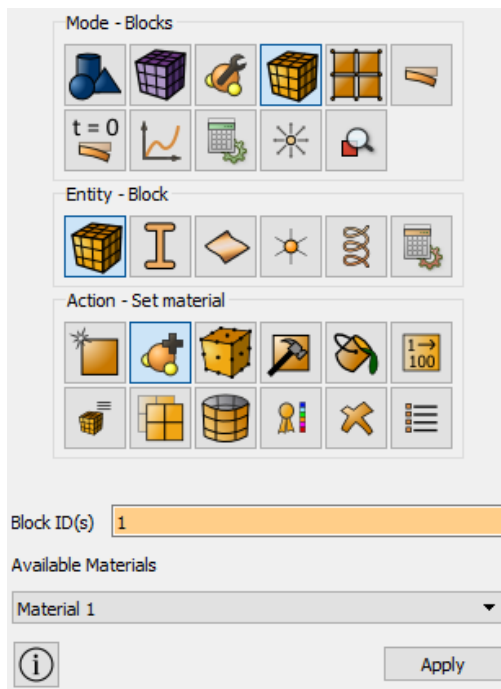 Mode - Blocks
t = 0
Entity - Block
Action - Set material
1→
100
Block ID(s) 1
Available Materials
Material 1
i Apply